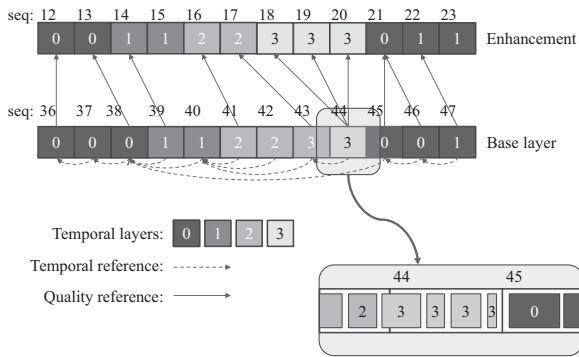 seq: 12 13 14 15 16 17 18 19 20 21 22 23
0 0 1 1 2 2 3 3 3 0 1 1 Enhancement
seq: 36 37 38 39 40 41 42 43 44 45 46 47
0 0 0 1 1 2 2 3 3 0 0 1 Base layer
Temporal layers: 0 1 2 3
Temporal reference:
Quality reference:
44 45
2 3 3 3 3 0